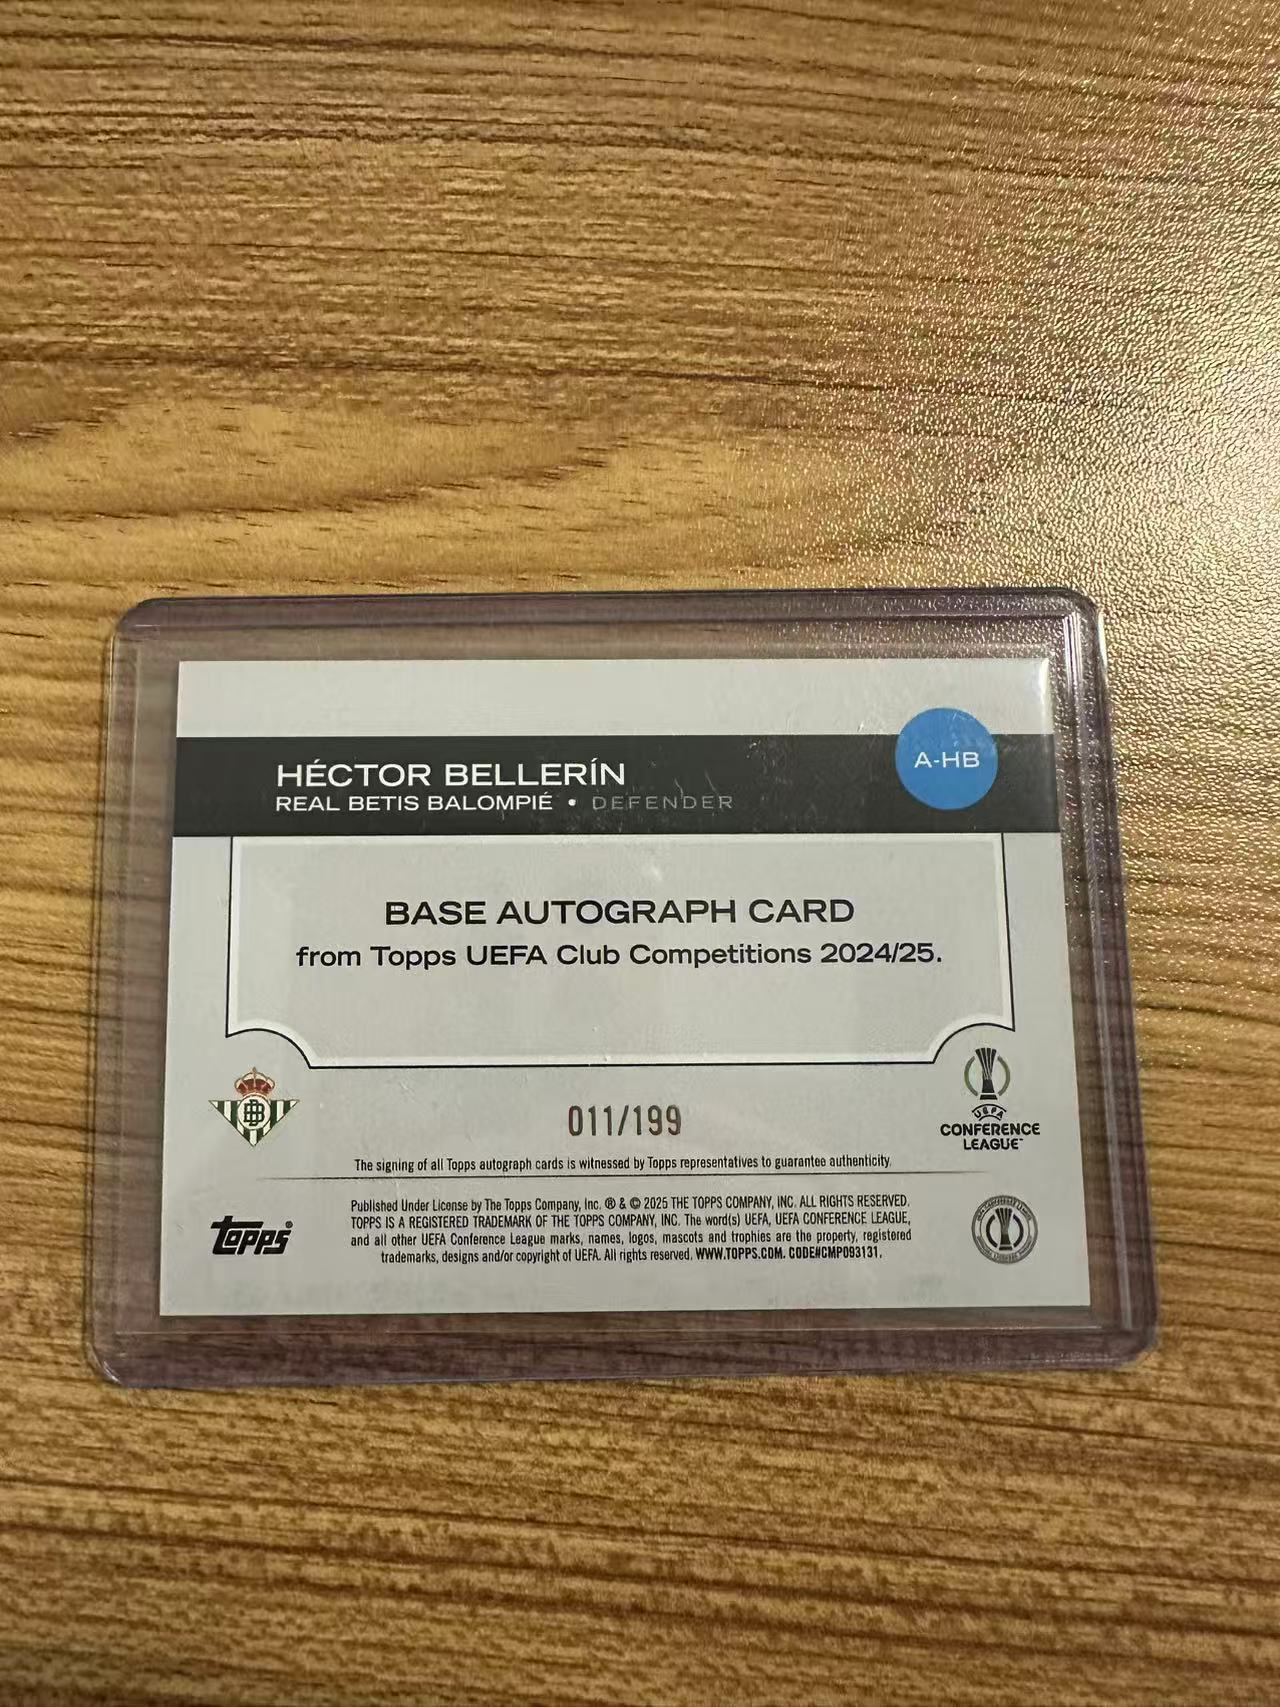 A-HB
HÉCTOR BELLERÍN
REAL BETIS BALOMPIÉ • DEFENDER
BASE AUTOGRAPH CARD
from Topps UEFA Club Competitions 2024/25.
011/199
UEFA
CONFERENCE
LEAGUE™
The signing of all Topps autograph cards is witnessed by Topps representatives to guarantee authenticity.
topps®
Published Under License by The Topps Company, Inc. ® & © 2025 THE TOPPS COMPANY, INC. ALL RIGHTS RESERVED.
TOPPS IS A REGISTERED TRADEMARK OF THE TOPPS COMPANY, INC. The word(s) UEFA, UEFA CONFERENCE LEAGUE,
and all other UEFA Conference League marks, names, logos, mascots and trophies are the property, registered
trademarks, designs and/or copyright of UEFA. All rights reserved. WWW.TOPPS.COM. CODE#CMP093131.